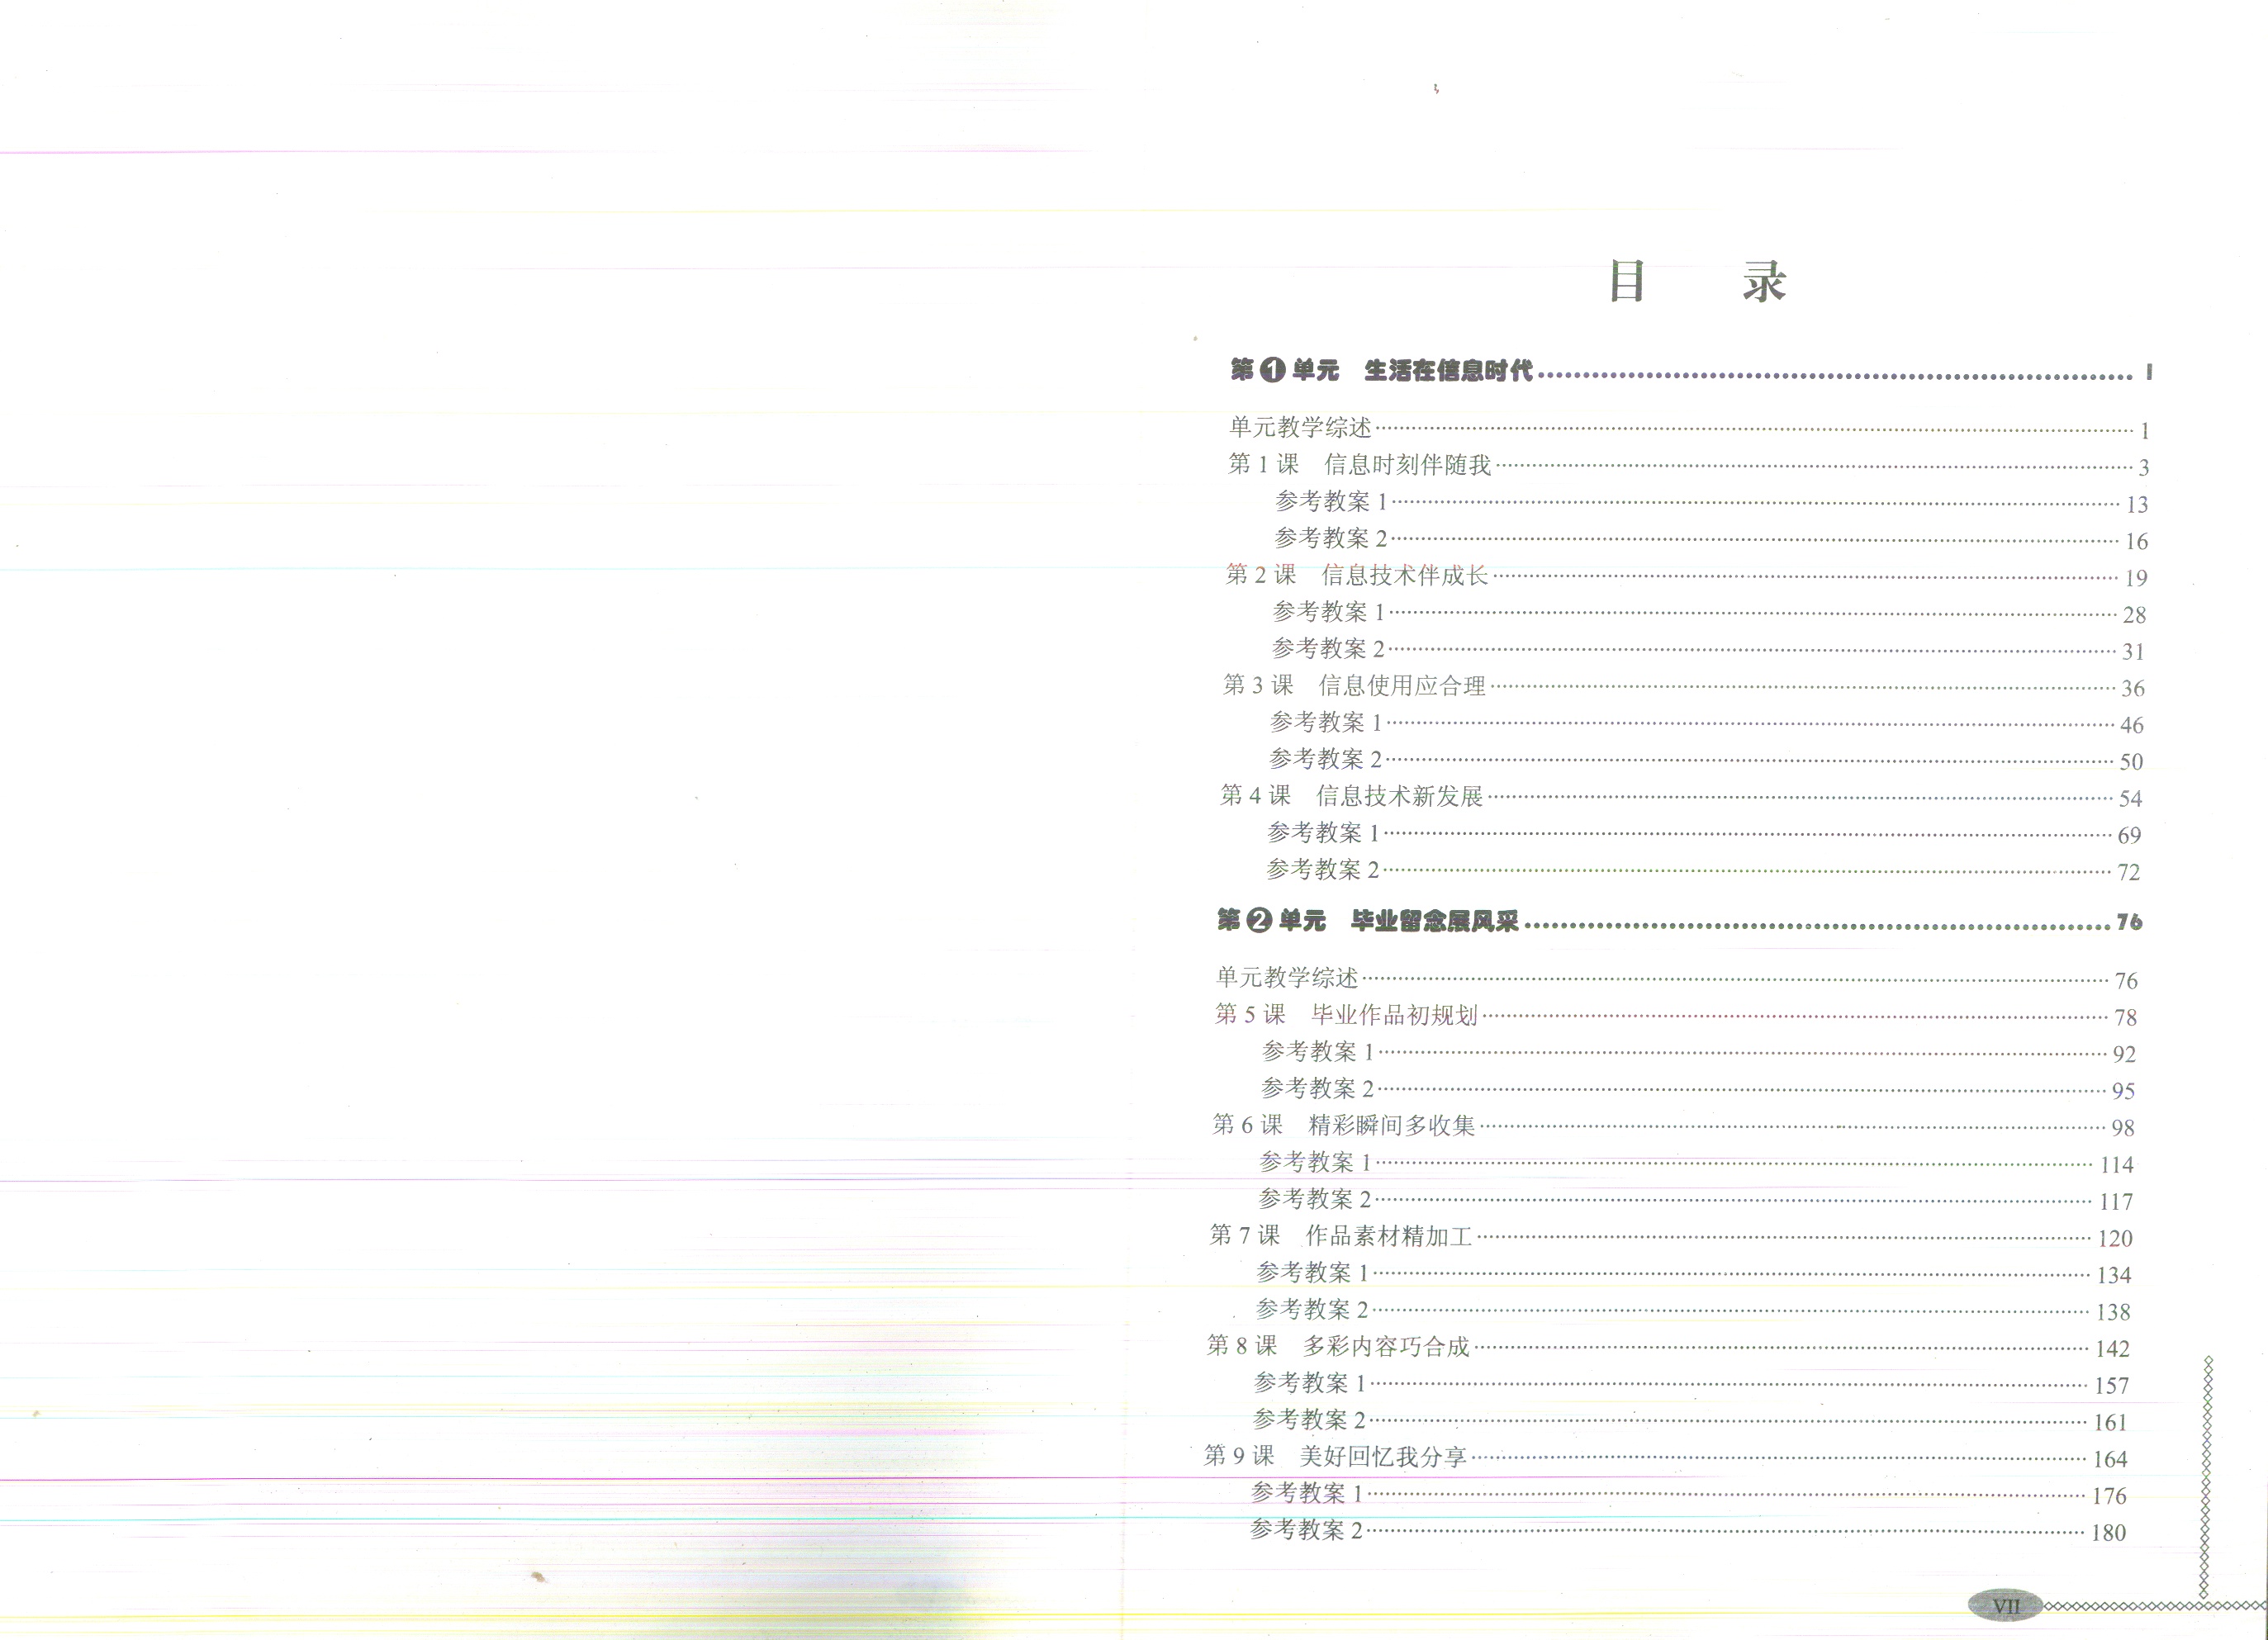 目 录
第1单元 生活在信息时代 1
单元教学综述 1
第 1 课 信息时刻伴随我 3
参考教案 1 13
参考教案 2 16
第 2 课 信息技术伴成长 19
参考教案 1 28
参考教案 2 31
第 3 课 信息使用应合理 36
参考教案 1 46
参考教案 2 50
第 4 课 信息技术新发展 54
参考教案 1 69
参考教案 2 72
第2单元 毕业留念展风采 76
单元教学综述 76
第 5 课 毕业作品初规划 78
参考教案 1 92
参考教案 2 95
第 6 课 精彩瞬间多收集 98
参考教案 1 114
参考教案 2 117
第 7 课 作品素材精加工 120
参考教案 1 134
参考教案 2 138
第 8 课 多彩内容巧合成 142
参考教案 1 157
参考教案 2 161
第 9 课 美好回忆我分享 164
参考教案 1 176
参考教案 2 180
VII